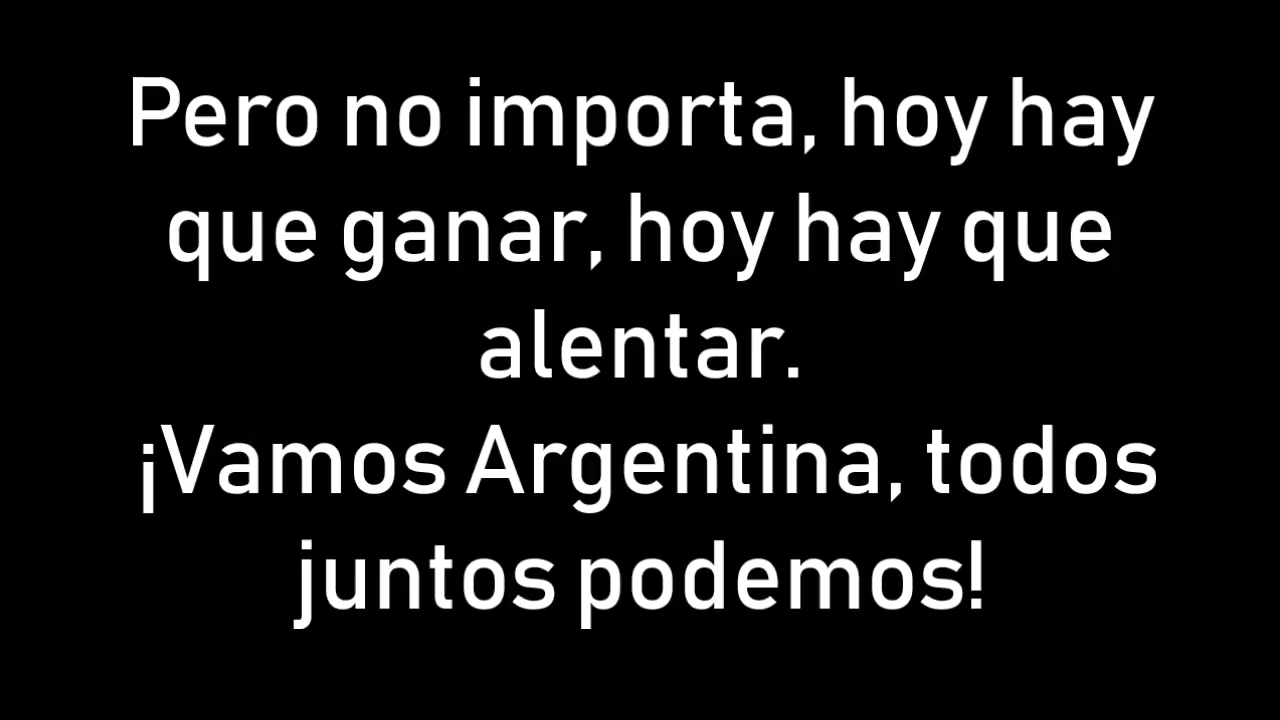 Pero no importa, hoy hay
que ganar, hoy hay que
alentar.
¡Vamos Argentina, todos
juntos podemos!